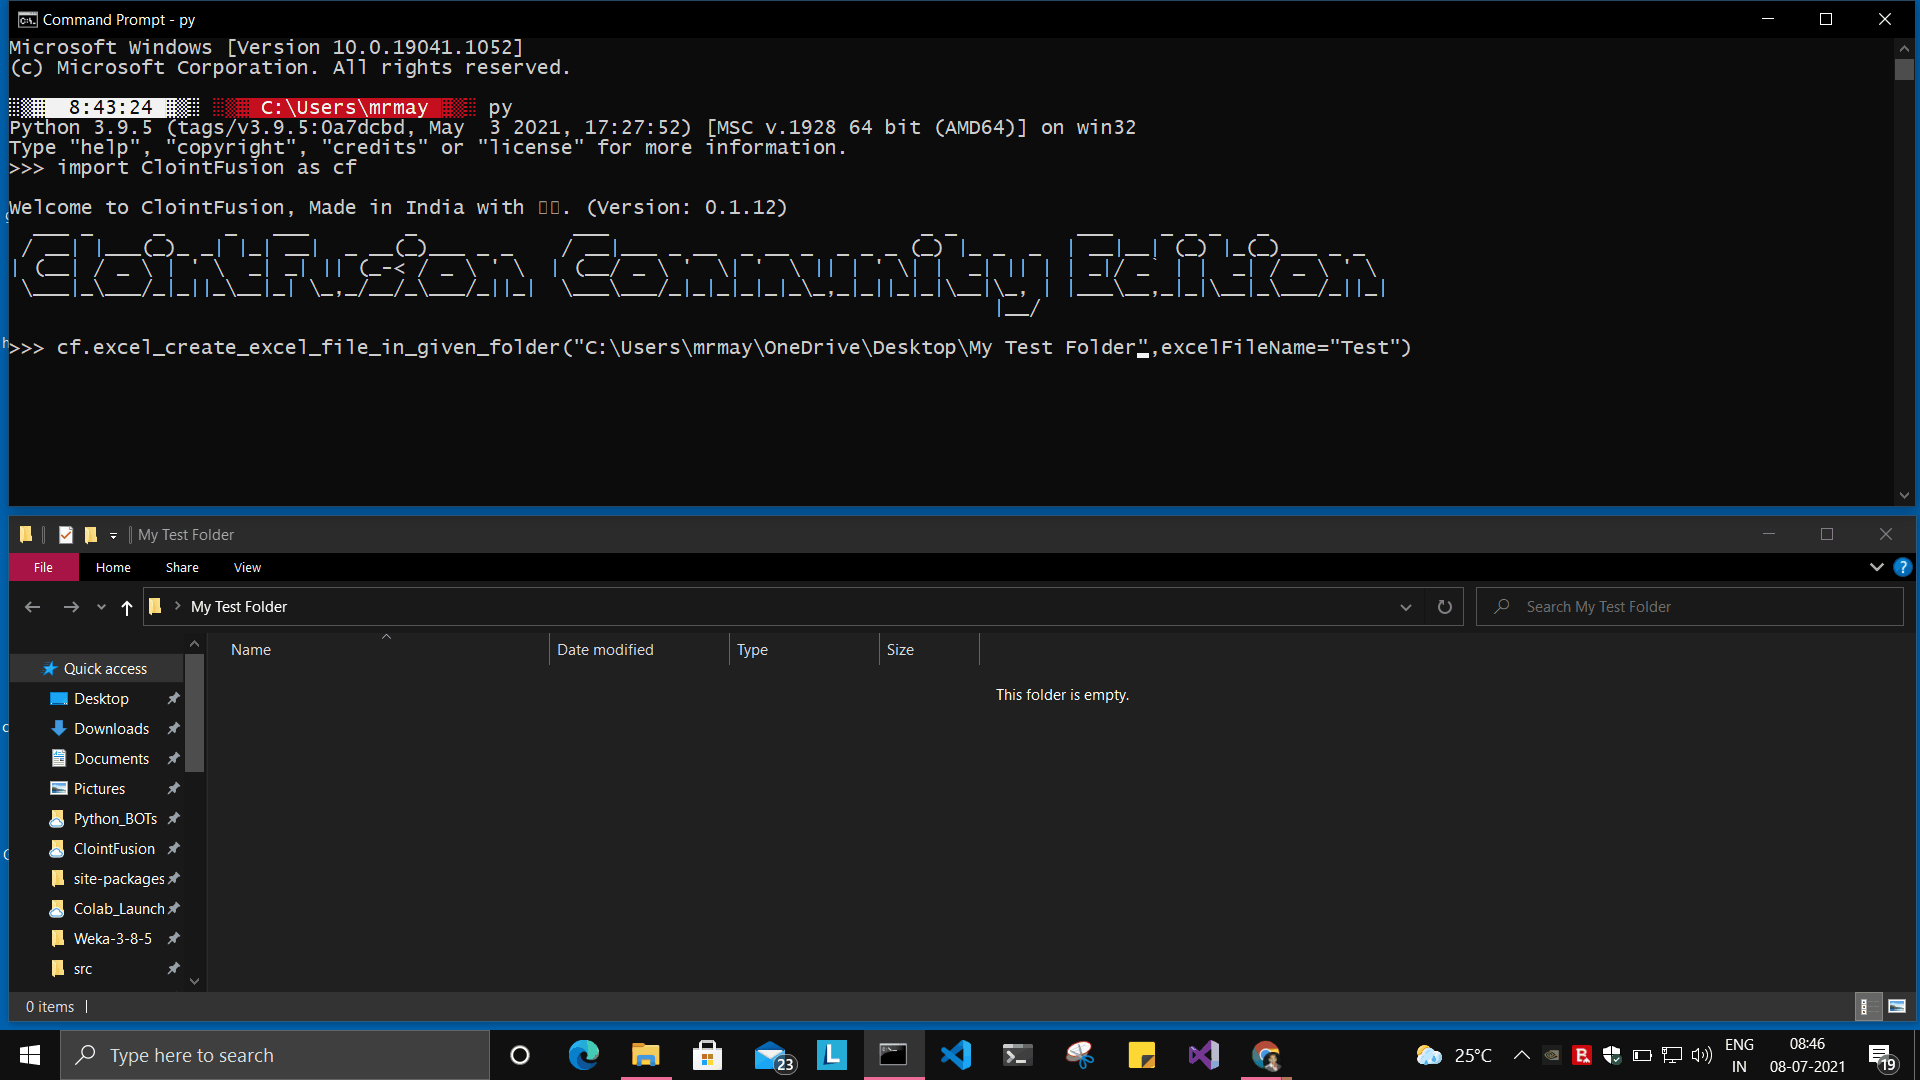 Command Prompt - py
Microsoft Windows [Version 10.0.19041.1052]
(c) Microsoft Corporation. All rights reserved.
8:43:24 C:\Users\mrmay py
Python 3.9.5 (tags/v3.9.5:0a7dcbd, May  3 2021, 17:27:52) [MSC v.1928 64 bit (AMD64)] on win32
Type "help", "copyright", "credits" or "license" for more information.
>>> import ClointFusion as cf
Welcome to ClointFusion, Made in India with . (Version: 0.1.12)
ClointFusion Community Edition
>>> cf.excel_create_excel_file_in_given_folder("C:\Users\mrmay\OneDrive\Desktop\My Test Folder",excelFileName="Test")
My Test Folder
File Home Share View
My Test Folder
Search My Test Folder
Name Date modified Type Size
This folder is empty.
Quick access
Desktop
Downloads
Documents
Pictures
Python_BOTs
ClointFusion
site-packages
Colab_Launch
Weka-3-8-5
src
0 items
Type here to search
23
L
25°C
ENG
IN
08:46
08-07-2021
19